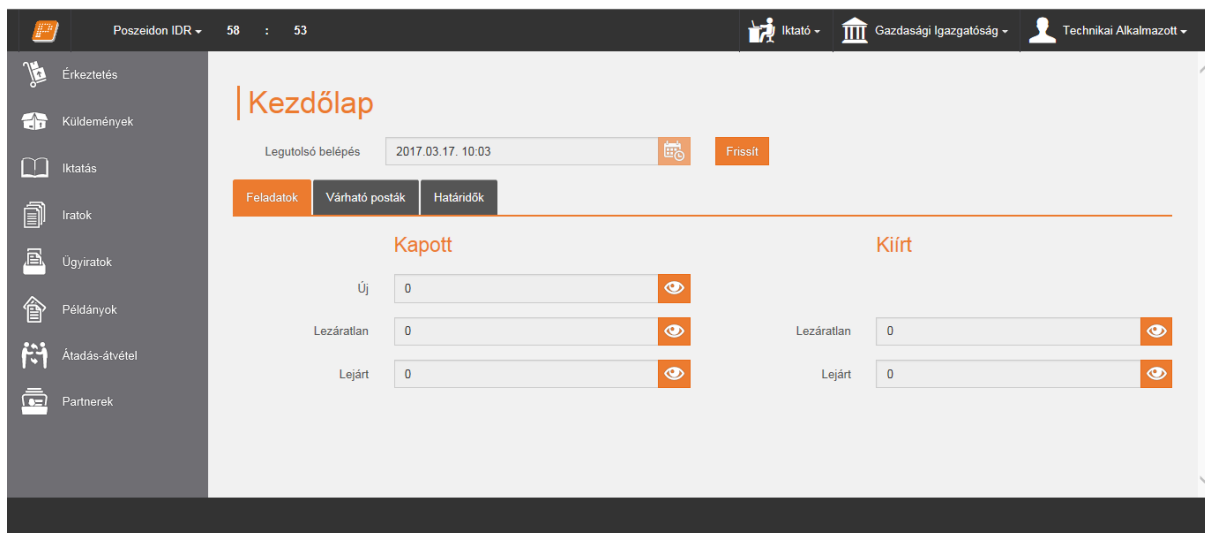 Poszeidon IDR 58 : 53 Iktató Gazdasági Igazgatóság Technikai Alkalmazott
Érkeztetés
Küldemények
Iktatás
Iratok
Ügyiratok
Példányok
Átadás-átvétel
Partnerek
Kezdőlap
Legutolsó belépés 2017.03.17. 10:03 Frissít
Feladatok Várható posták Határidők
Kapott Kiírt
Új 0
Lezáratlan 0 Lezáratlan 0
Lejárt 0 Lejárt 0